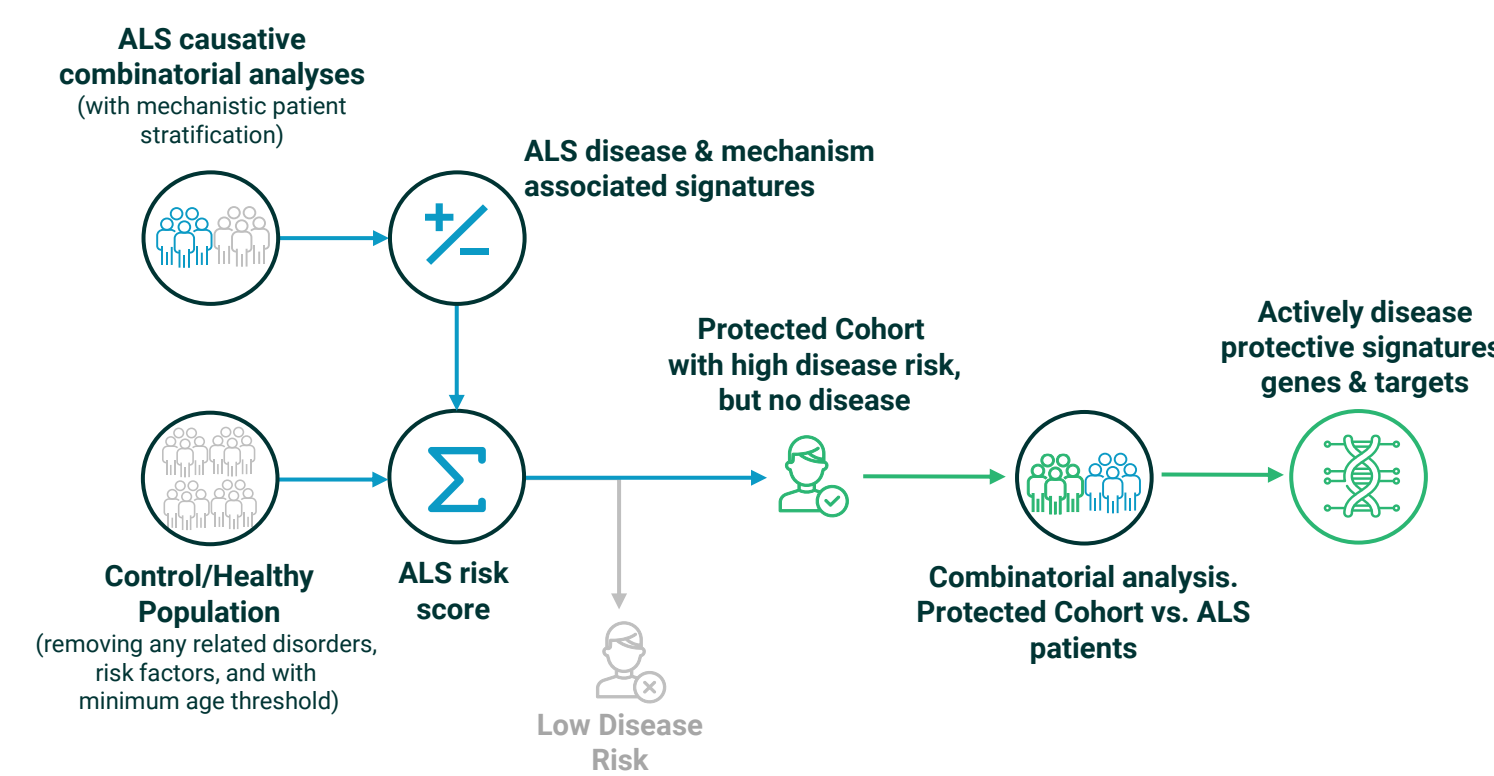 ALS causative
combinatorial analyses
(with mechanistic patient
stratification)
ALS disease & mechanism
associated signatures
Protected Cohort
with high disease risk,
but no disease
Actively disease
protective signatures
genes & targets
Control/Healthy
Population
(removing any related disorders,
risk factors, and with
minimum age threshold)
ALS risk
score
Combinatorial analysis.
Protected Cohort vs. ALS
patients
Low Disease
Risk